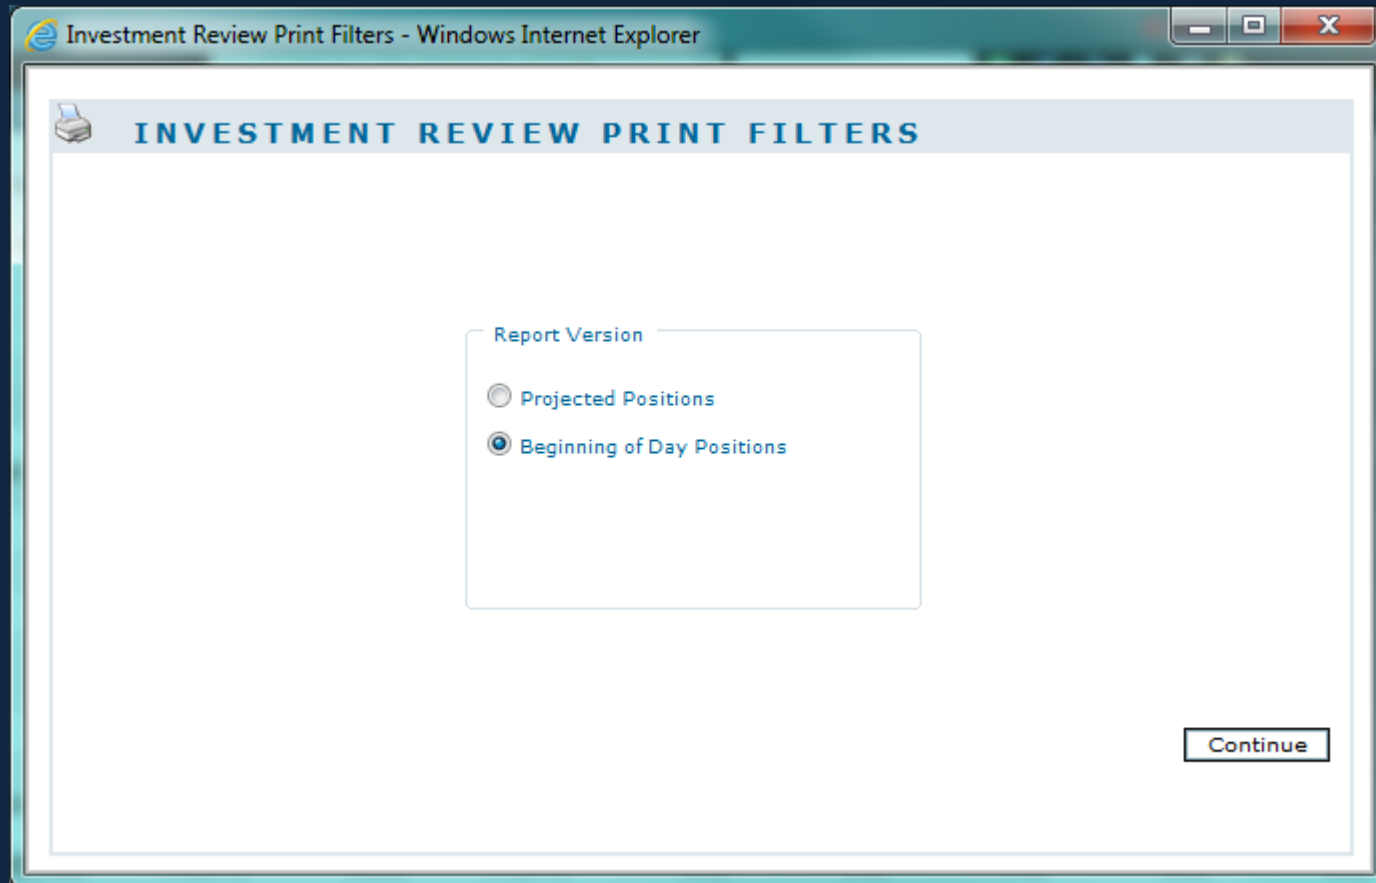 Investment Review Print Filters - Windows Internet Explorer
INVESTMENT REVIEW PRINT FILTERS
Report Version
Projected Positions
Beginning of Day Positions
Continue